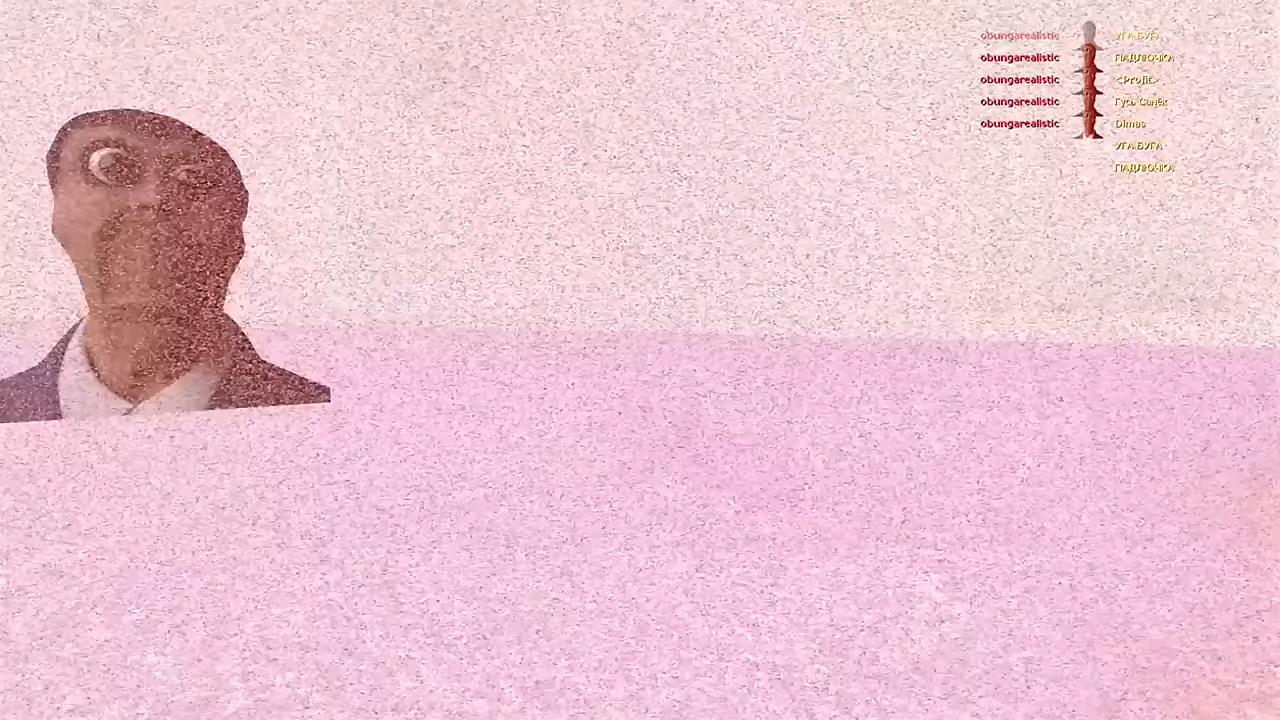 obungarealistic УГА БУГА
obungarealistic ПАДЛЮЧКА
obungarealistic <Profit>
obungarealistic Гусь Санёк
obungarealistic Dimas
УГА БУГА
ПАДЛЮЧКА